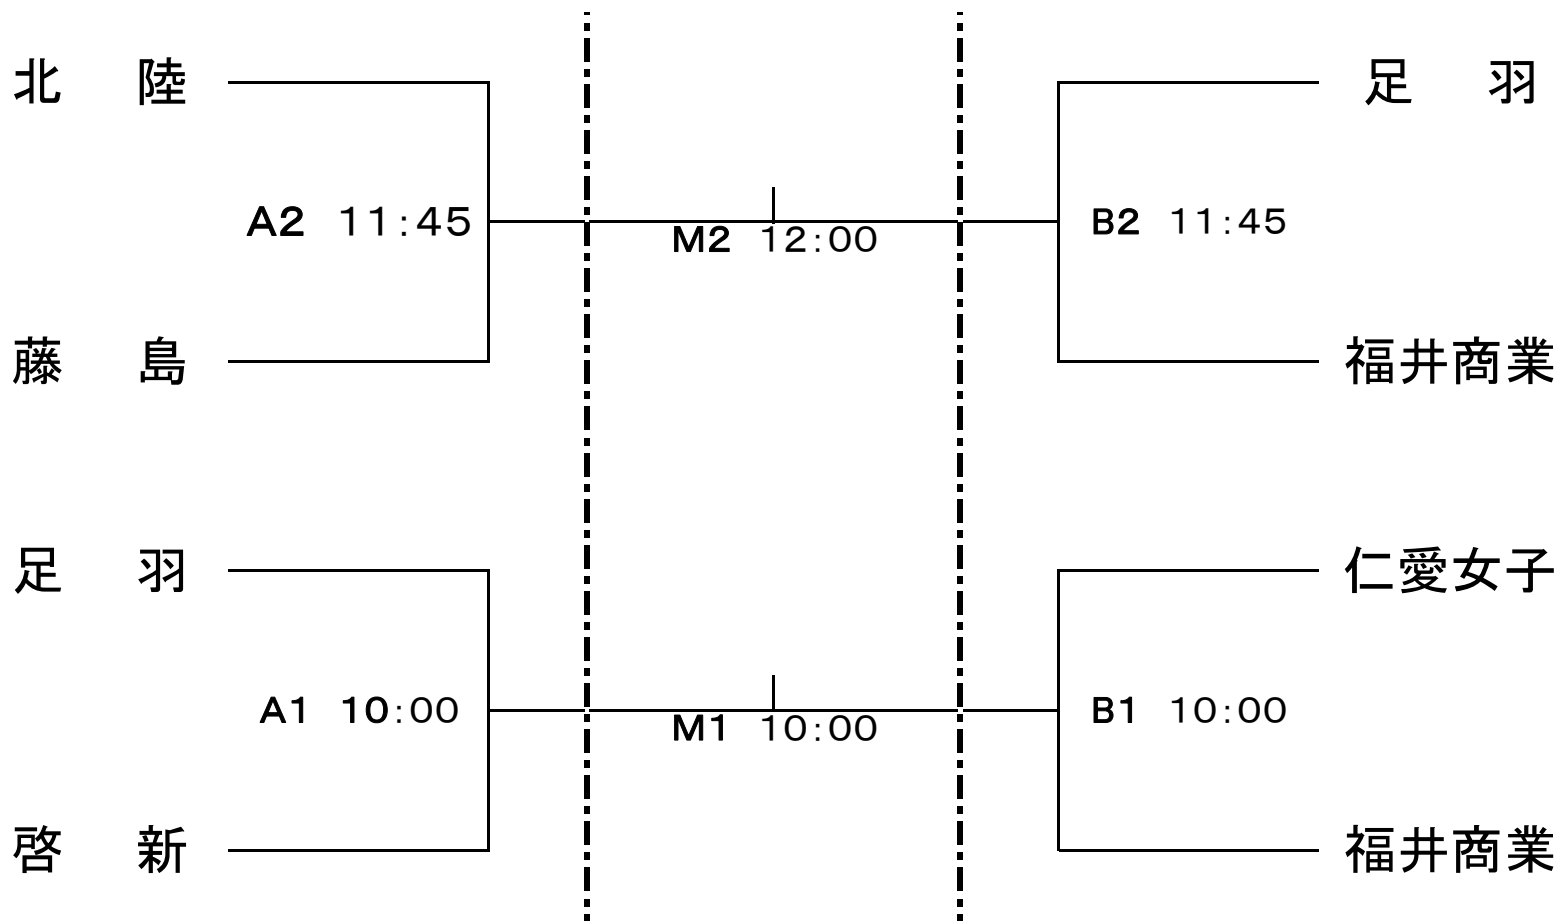 北　陸
足　羽
A2 11:45
B2 11:45
M2 12:00
藤　島
福井商業
足　羽
仁愛女子
A1 10:00
B1 10:00
M1 10:00
啓　新
福井商業